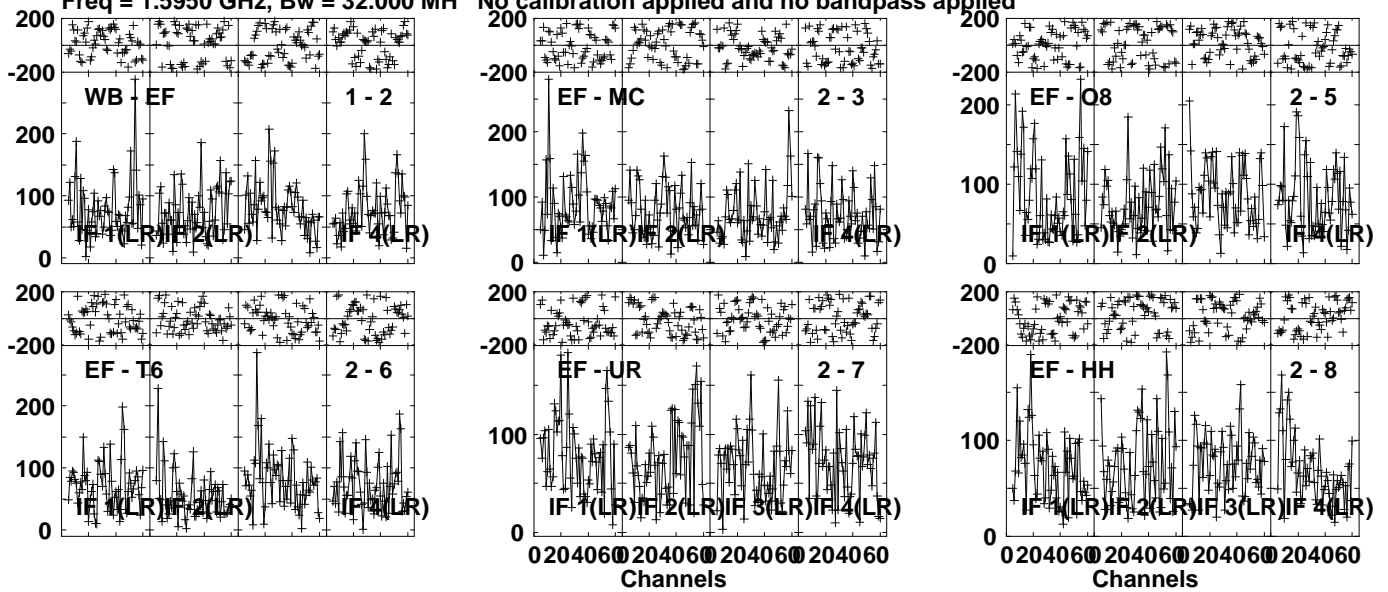 Freq = 1.5950 GHz, Bw = 32.000 MH No calibration applied and no bandpass applied
200
-200
WB - EF 1 - 2
200
100
0
IF 1(LR) IF 2(LR) IF 4(LR)
-200
EF - MC 2 - 3
200
100
0
IF 1(LR) IF 2(LR) IF 4(LR)
200
-200
EF - O8 2 - 5
200
100
0
IF 1(LR) IF 2(LR) IF 4(LR)
200
-200
EF - T6 2 - 6
200
100
0
IF 1(LR) IF 2(LR) IF 4(LR)
200
-200
EF - UR 2 - 7
100
0
IF 1(LR) IF 2(LR) IF 3(LR) IF 4(LR)
0 20 40 60 0 20 40 60 0 20 40 60 0 20 40 60
Channels
200
-200
EF - HH 2 - 8
100
0
IF 1(LR) IF 2(LR) IF 3(LR) IF 4(LR)
0 20 40 60 0 20 40 60 0 20 40 60 0 20 40 60
Channels